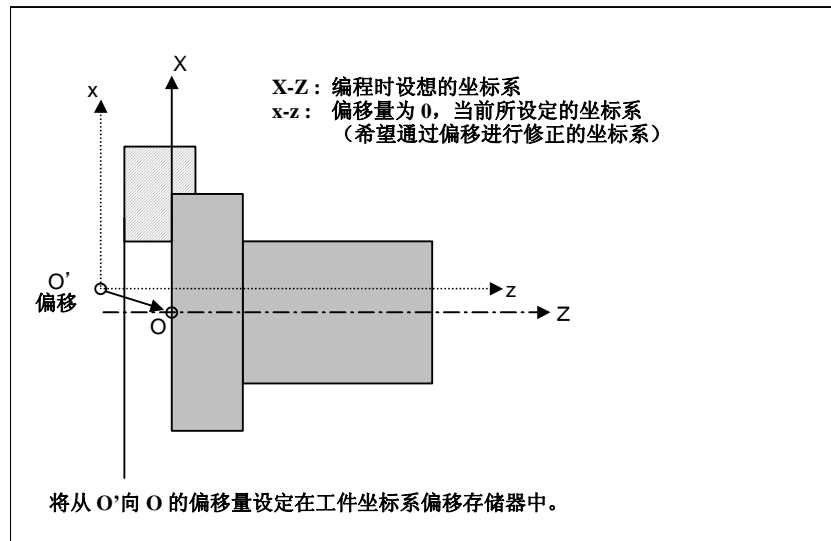 X
x
X-Z： 编程时设想的坐标系
x-z： 偏移量为 0，当前所设定的坐标系
（希望通过偏移进行修正的坐标系）
O’
偏移
z
O
Z
将从 O’向 O 的偏移量设定在工件坐标系偏移存储器中。